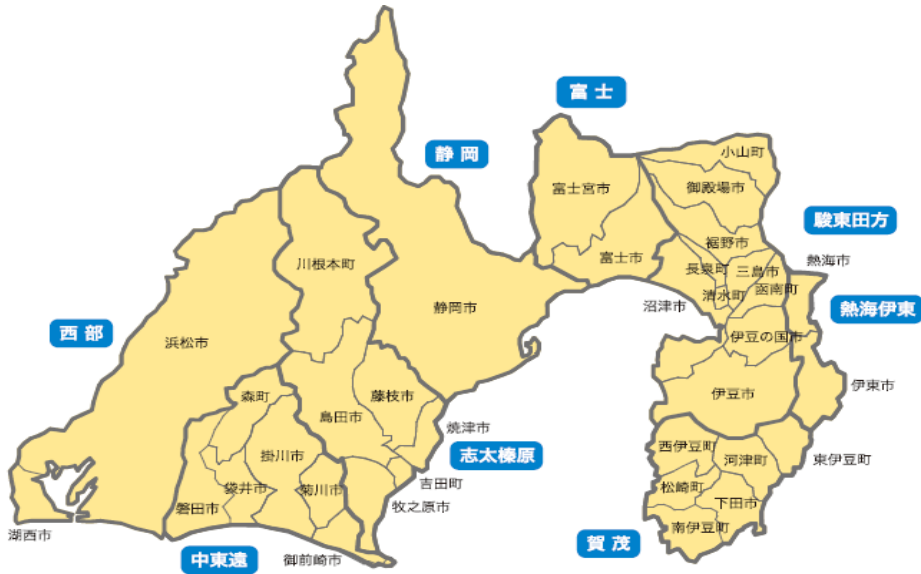 富士
小山町
静岡
富士宮市
御殿場市
駿東田方
裾野市
熱海市
川根本町
富士市
長泉町
三島市
清水町
函南町
静岡市
沼津市
熱海伊東
西部
浜松市
伊豆の国市
伊豆市
伊東市
森町
藤枝市
島田市
焼津市
掛川市
志太榛原
西伊豆町
河津町
東伊豆町
吉田町
袋井市
菊川市
松崎町
磐田市
牧之原市
下田市
南伊豆町
湖西市
中東遠
御前崎市
賀茂